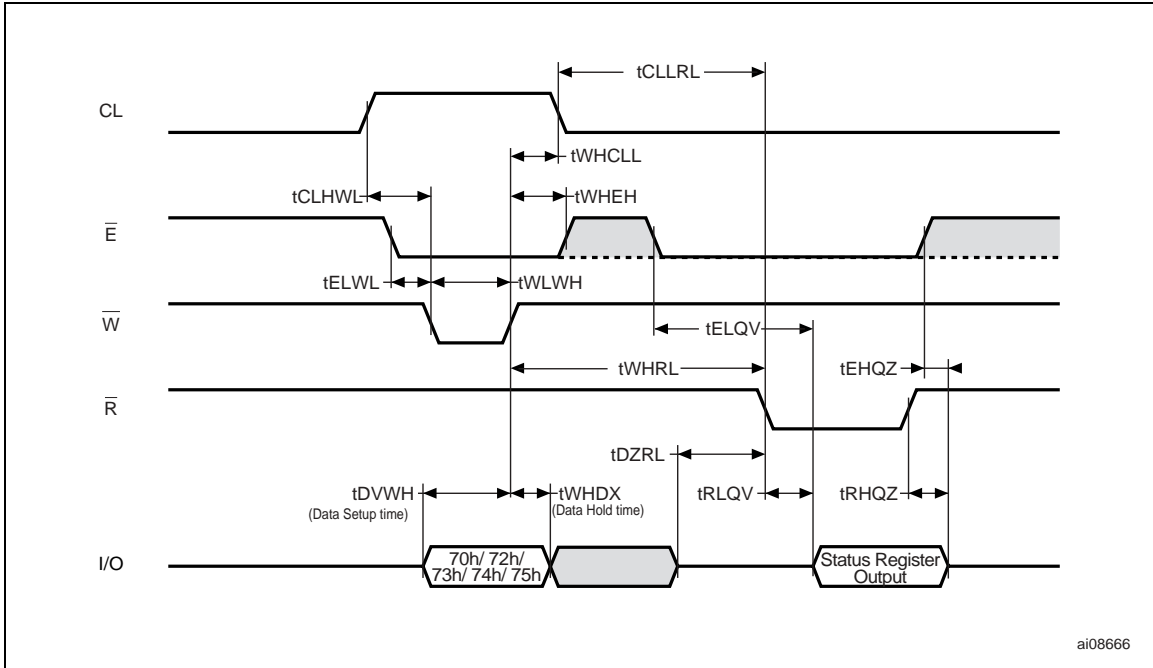 tCLLRL
CL
tWHCLL
tCLHWL
tWHEH
E
tELWL
tWLWH
W
tELQV
tWHRL
tEHQZ
R
tDZRL
tDVWH
(Data Setup time)
tWHDX
(Data Hold time)
tRLQV
tRHQZ
I/O
70h/ 72h/
73h/ 74h/ 75h
Status Register
Output
ai08666